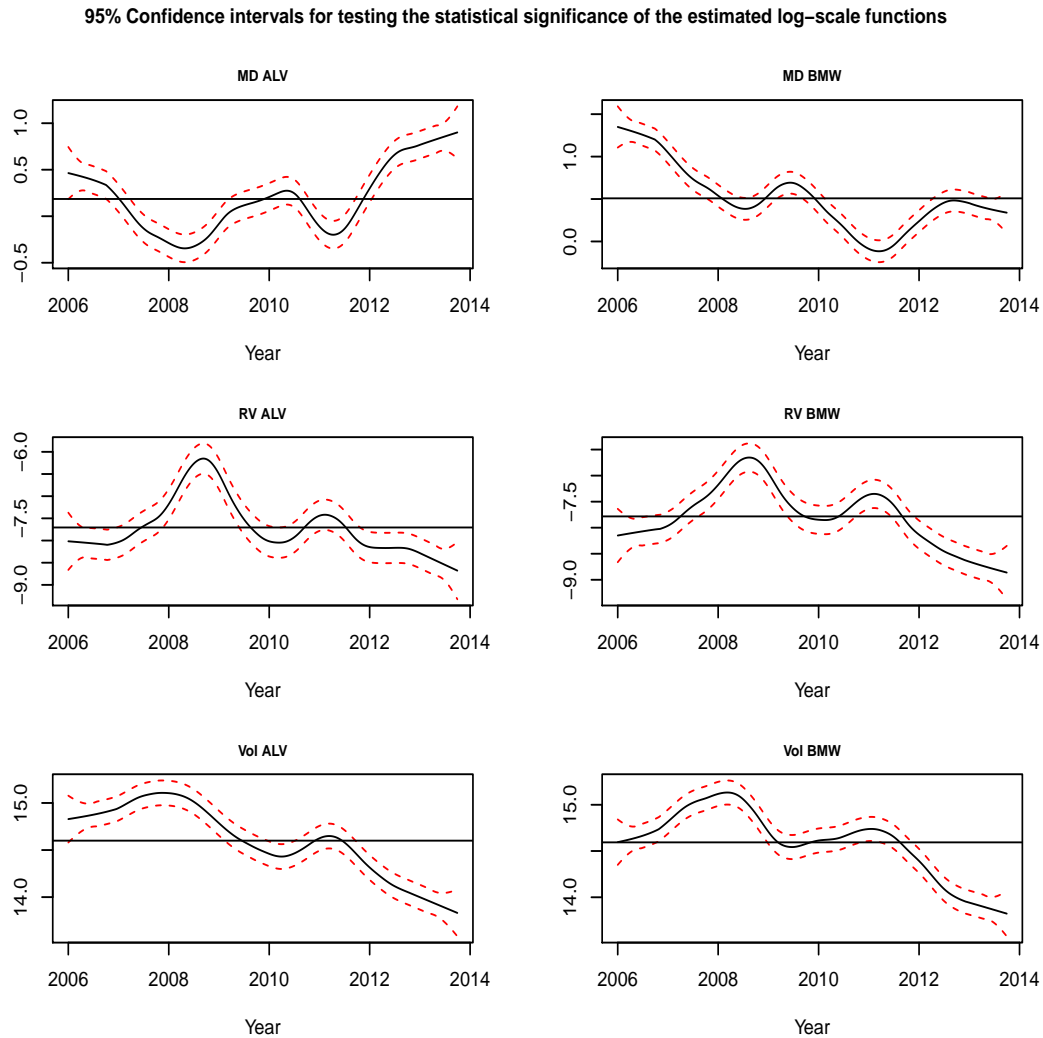 95% Confidence intervals for testing the statistical significance of the estimated log−scale functions
MD ALV
MD BMW
1.0
0.5
−0.5
2006 2008 2010 2012 2014
Year
1.0
0.0
2006 2008 2010 2012 2014
Year
RV ALV
RV BMW
−6.0
−7.5
−9.0
2006 2008 2010 2012 2014
Year
−7.5
−9.0
2006 2008 2010 2012 2014
Year
Vol ALV
Vol BMW
15.0
14.0
2006 2008 2010 2012 2014
Year
15.0
14.0
2006 2008 2010 2012 2014
Year